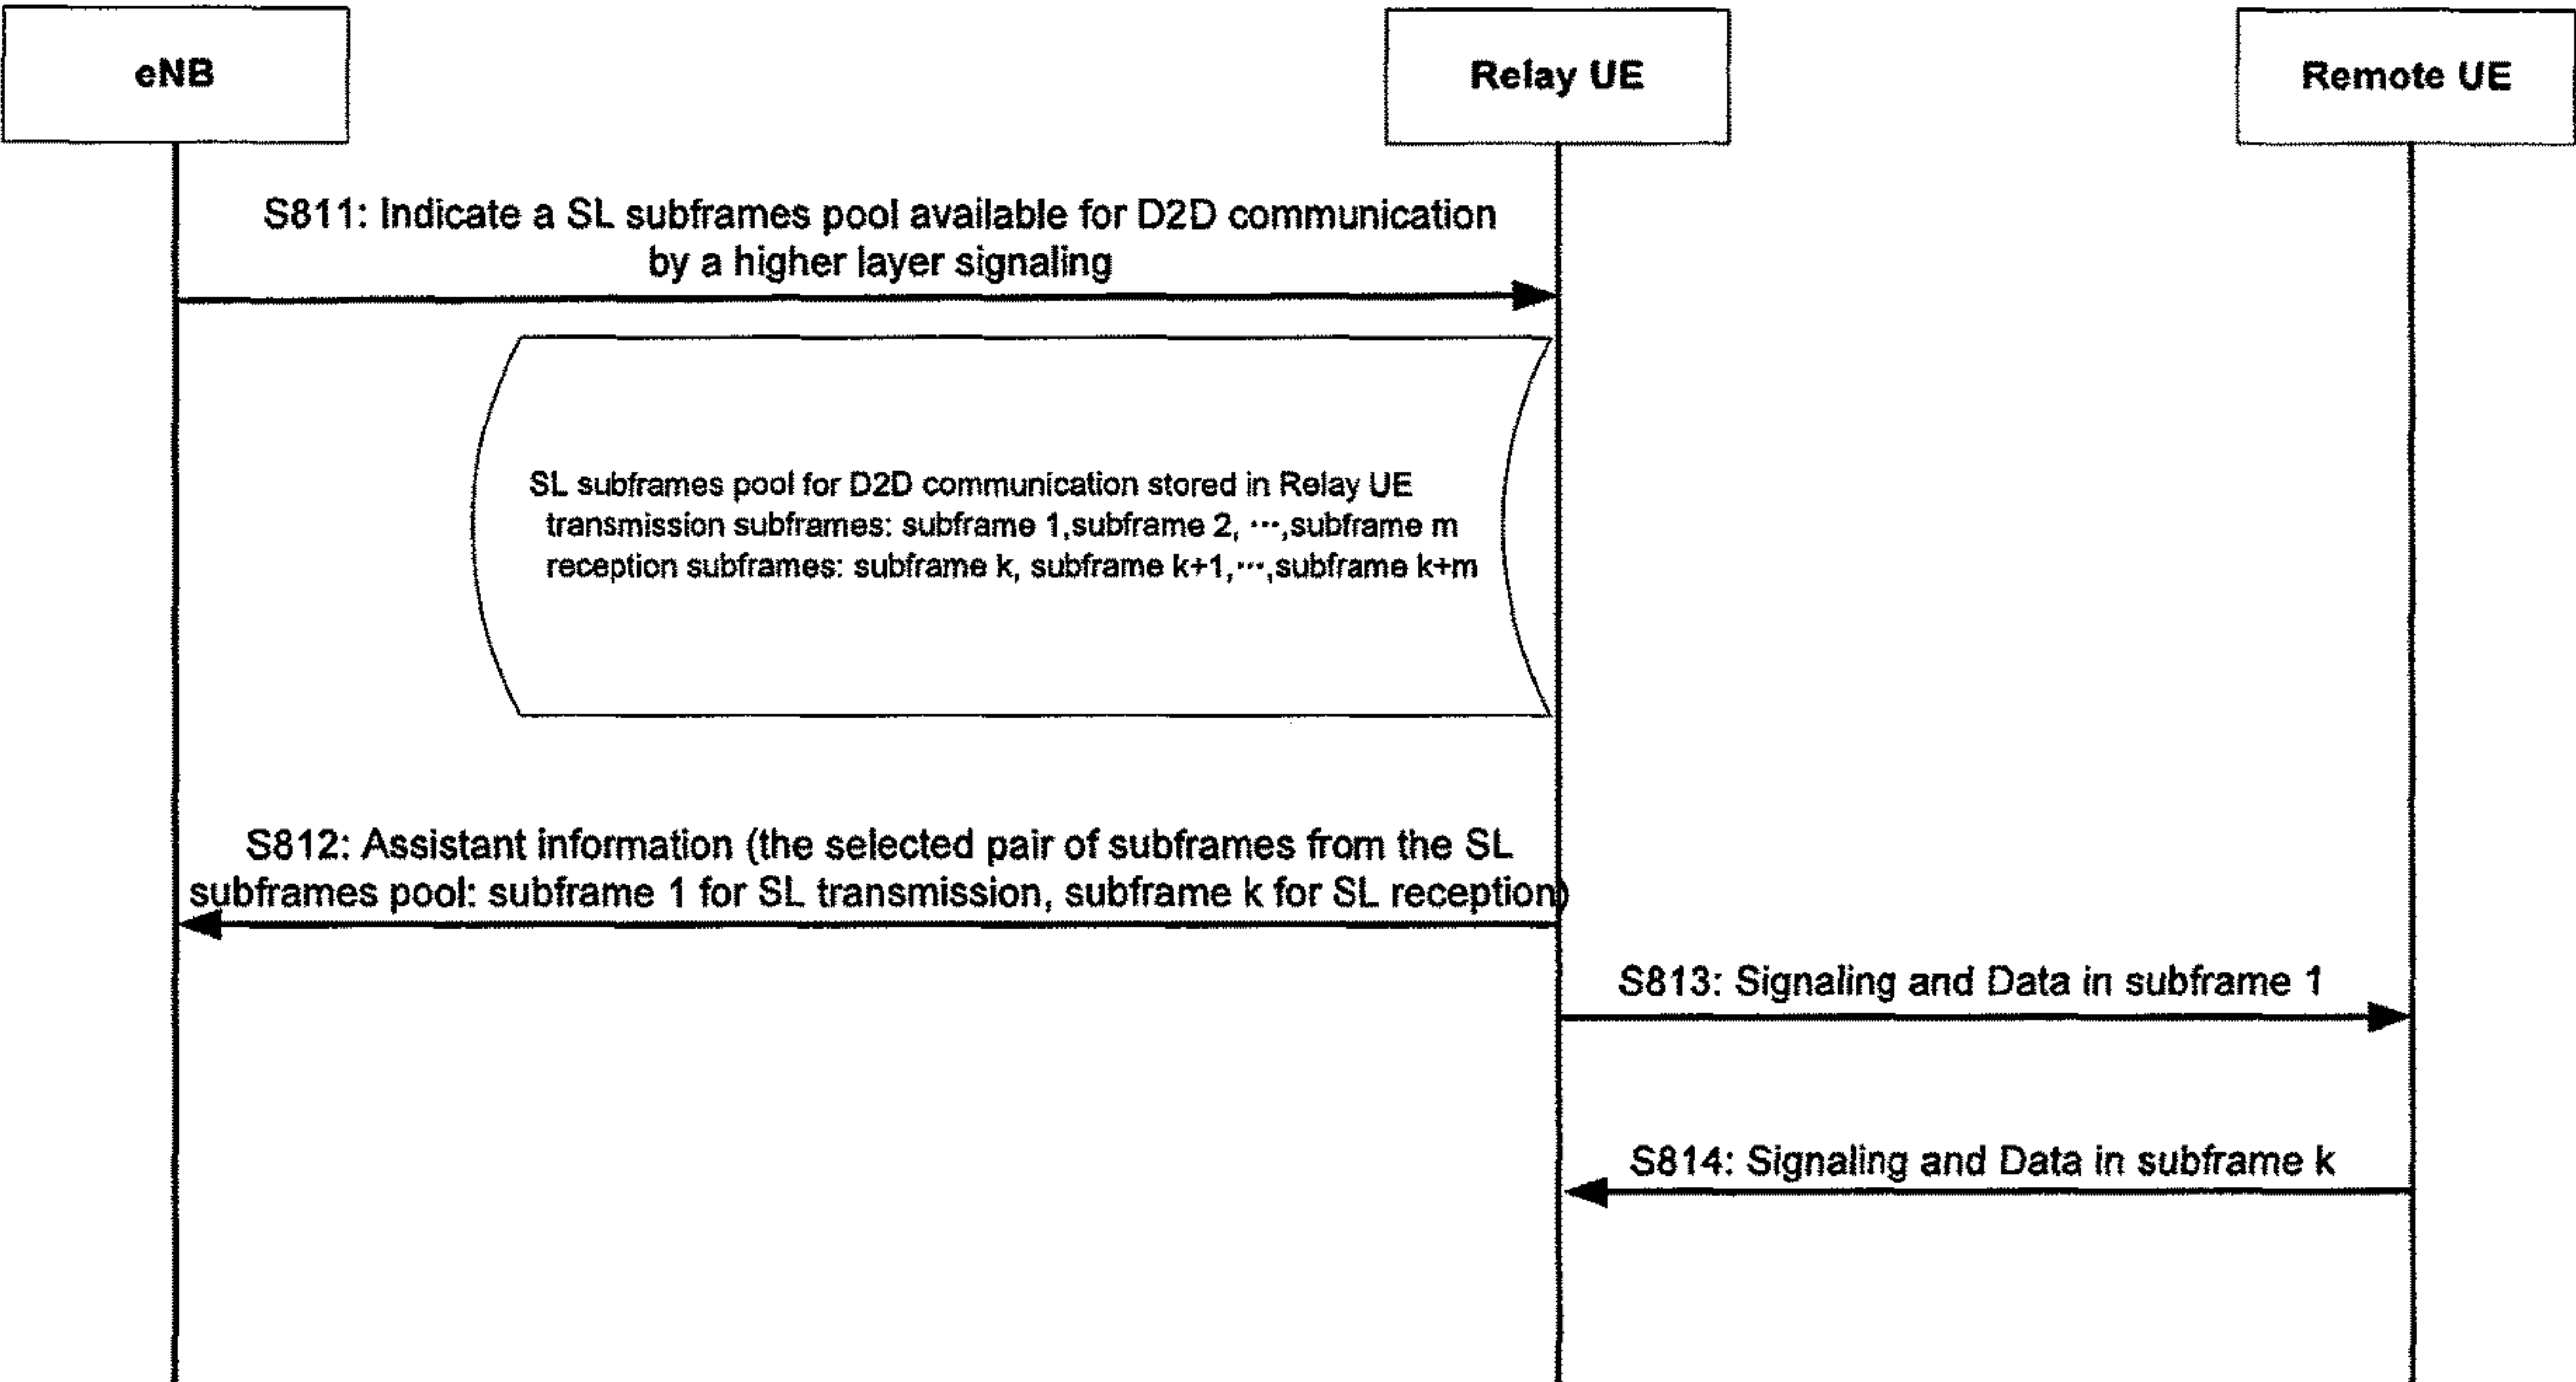 eNB
Relay UE
Remote UE
S811: Indicate a SL subframes pool available for D2D communication
by a higher layer signaling
SL subframes pool for D2D communication stored in Relay UE
transmission subframes: subframe 1,subframe 2, ···,subframe m
reception subframes: subframe k, subframe k+1,···,subframe k+m
S812: Assistant information (the selected pair of subframes from the SL
subframes pool: subframe 1 for SL transmission, subframe k for SL reception)
S813: Signaling and Data in subframe 1
S814: Signaling and Data in subframe k